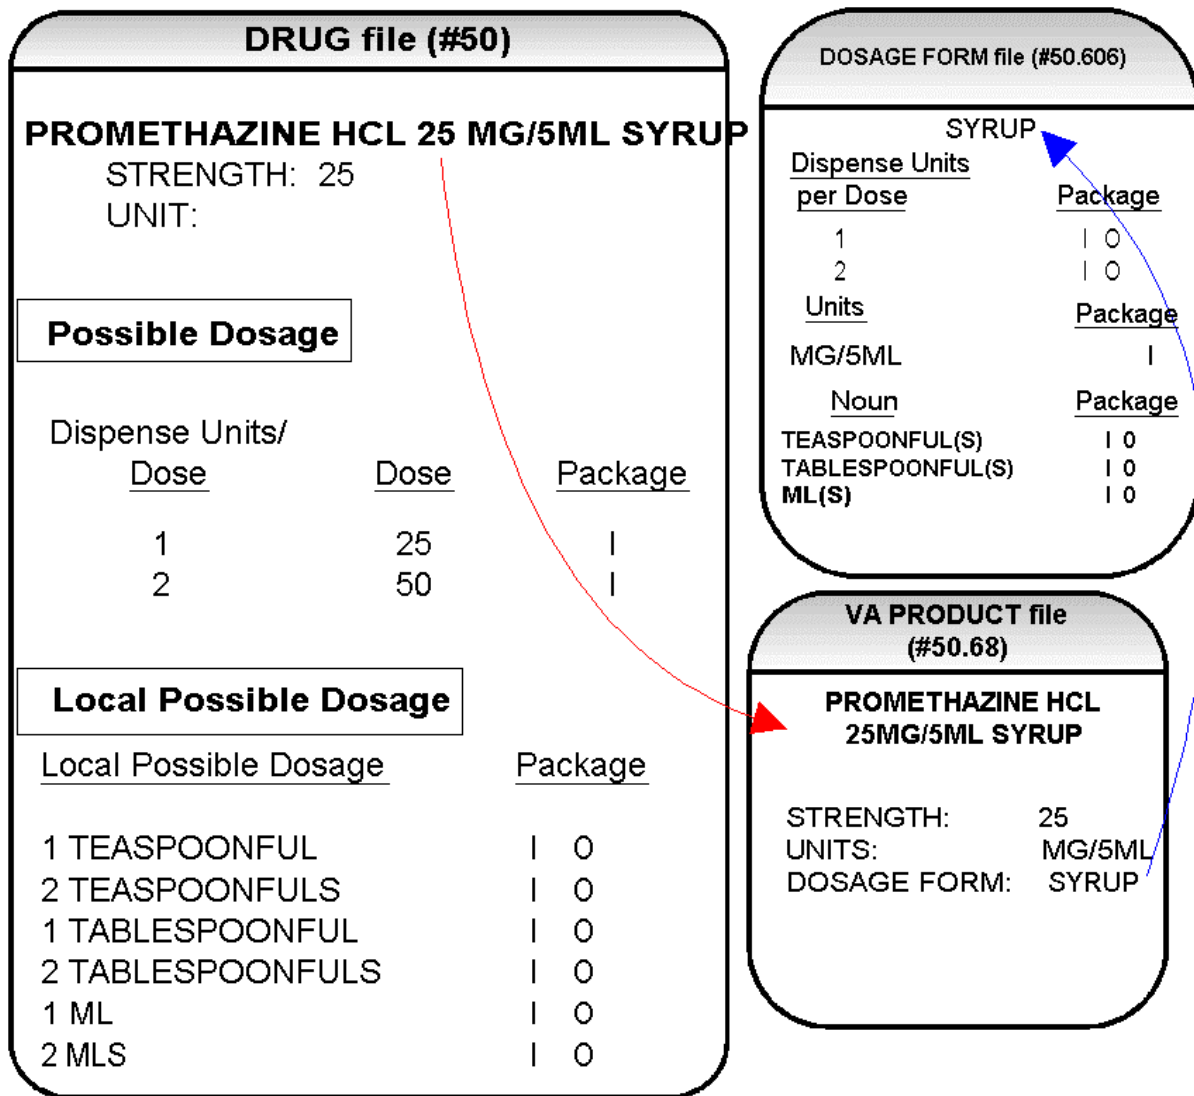 DRUG file (#50)
PROMETHAZINE HCL 25 MG/5ML SYRUP
STRENGTH: 25
UNIT:
Possible Dosage
Dispense Units/
Dose Dose Package
1 25 I
2 50 I
Local Possible Dosage
Local Possible Dosage Package
1 TEASPOONFUL I O
2 TEASPOONFULS I O
1 TABLESPOONFUL I O
2 TABLESPOONFULS I O
1 ML I O
2 MLS I O
DOSAGE FORM file (#50.606)
SYRUP
Dispense Units
per Dose Package
1 I O
2 I O
Units Package
MG/5ML I
Noun Package
TEASPOONFUL(S) I 0
TABLESPOONFUL(S) I 0
ML(S) I 0
VA PRODUCT file
(#50.68)
PROMETHAZINE HCL
25MG/5ML SYRUP
STRENGTH: 25
UNITS: MG/5ML
DOSAGE FORM: SYRUP